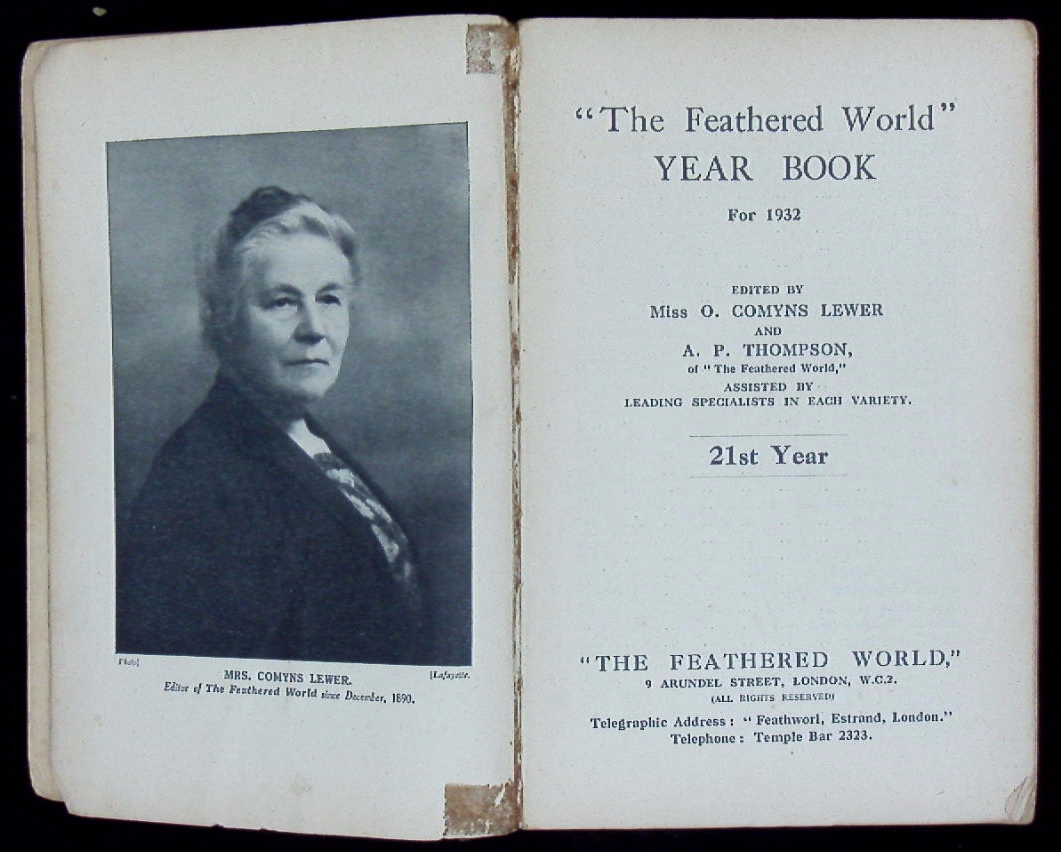 Photo]
[Lafayette.
MRS. COMYNS LEWER.
Editor of The Feathered World since December, 1890.
"The Feathered World"
YEAR BOOK
For 1932
EDITED BY
Miss O. COMYNS LEWER
AND
A. P. THOMPSON,
of "The Feathered World,"
ASSISTED BY
LEADING SPECIALISTS IN EACH VARIETY.
21st Year
"THE FEATHERED WORLD,"
9 ARUNDEL STREET, LONDON, W.C.2.
(ALL RIGHTS RESERVED)
Telegraphic Address: "Feathworl, Estrand, London."
Telephone: Temple Bar 2323.